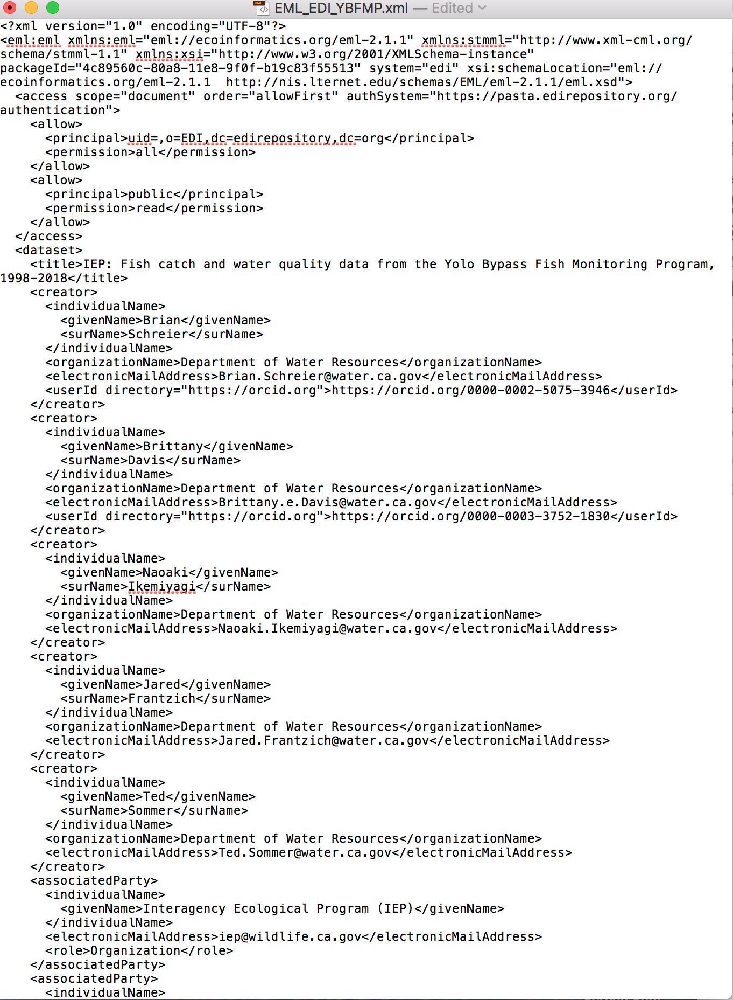 EML_EDI_YBFMP.xml — Edited
<?xml version="1.0" encoding="UTF-8"?>
<eml:eml xmlns:eml="eml://ecoinformatics.org/eml-2.1.1" xmlns:stmml="http://www.xml-cml.org/
schema/stmml-1.1" xmlns:xsi="http://www.w3.org/2001/XMLSchema-instance"
packageId="4c89560c-80a8-11e8-9f0f-b19c83f55513" system="edi" xsi:schemaLocation="eml://
ecoinformatics.org/eml-2.1.1  http://nis.lternet.edu/schemas/EML/eml-2.1.1/eml.xsd">
  <access scope="document" order="allowFirst" authSystem="https://pasta.edirepository.org/
authentication">
    <allow>
      <principal>uid=,o=EDI,dc=edirepository,dc=org</principal>
      <permission>all</permission>
    </allow>
    <allow>
      <principal>public</principal>
      <permission>read</permission>
    </allow>
  </access>
  <dataset>
    <title>IEP: Fish catch and water quality data from the Yolo Bypass Fish Monitoring Program,
1998-2018</title>
    <creator>
      <individualName>
        <givenName>Brian</givenName>
        <surName>Schreier</surName>
      </individualName>
      <organizationName>Department of Water Resources</organizationName>
      <electronicMailAddress>Brian.Schreier@water.ca.gov</electronicMailAddress>
      <userId directory="https://orcid.org">https://orcid.org/0000-0002-5075-3946</userId>
    </creator>
    <creator>
      <individualName>
        <givenName>Brittany</givenName>
        <surName>Davis</surName>
      </individualName>
      <organizationName>Department of Water Resources</organizationName>
      <electronicMailAddress>Brittany.e.Davis@water.ca.gov</electronicMailAddress>
      <userId directory="https://orcid.org">https://orcid.org/0000-0003-3752-1830</userId>
    </creator>
    <creator>
      <individualName>
        <givenName>Naoaki</givenName>
        <surName>Ikemiyagi</surName>
      </individualName>
      <organizationName>Department of Water Resources</organizationName>
      <electronicMailAddress>Naoaki.Ikemiyagi@water.ca.gov</electronicMailAddress>
    </creator>
    <creator>
      <individualName>
        <givenName>Jared</givenName>
        <surName>Frantzich</surName>
      </individualName>
      <organizationName>Department of Water Resources</organizationName>
      <electronicMailAddress>Jared.Frantzich@water.ca.gov</electronicMailAddress>
    </creator>
    <creator>
      <individualName>
        <givenName>Ted</givenName>
        <surName>Sommer</surName>
      </individualName>
      <organizationName>Department of Water Resources</organizationName>
      <electronicMailAddress>Ted.Sommer@water.ca.gov</electronicMailAddress>
    </creator>
    <associatedParty>
      <individualName>
        <givenName>Interagency Ecological Program (IEP)</givenName>
      </individualName>
      <electronicMailAddress>iep@wildlife.ca.gov</electronicMailAddress>
      <role>Organization</role>
    </associatedParty>
    <associatedParty>
      <individualName>